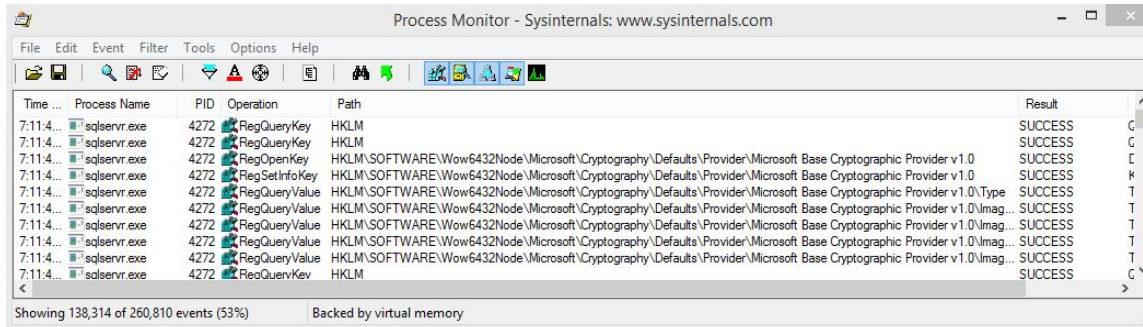 Process Monitor - Sysinternals: www.sysinternals.com
File Edit Event Filter Tools Options Help
Time ... Process Name PID Operation Path Result
7:11:4... sqlservr.exe 4272 RegQueryKey HKLM SUCCESS
7:11:4... sqlservr.exe 4272 RegQueryKey HKLM SUCCESS
7:11:4... sqlservr.exe 4272 RegOpenKey HKLM\SOFTWARE\Wow6432Node\Microsoft\Cryptography\Defaults\Provider\Microsoft Base Cryptographic Provider v1.0 SUCCESS
7:11:4... sqlservr.exe 4272 RegSetInfoKey HKLM\SOFTWARE\Wow6432Node\Microsoft\Cryptography\Defaults\Provider\Microsoft Base Cryptographic Provider v1.0 SUCCESS
7:11:4... sqlservr.exe 4272 RegQueryValue HKLM\SOFTWARE\Wow6432Node\Microsoft\Cryptography\Defaults\Provider\Microsoft Base Cryptographic Provider v1.0\Type SUCCESS
7:11:4... sqlservr.exe 4272 RegQueryValue HKLM\SOFTWARE\Wow6432Node\Microsoft\Cryptography\Defaults\Provider\Microsoft Base Cryptographic Provider v1.0\Imag... SUCCESS
7:11:4... sqlservr.exe 4272 RegQueryValue HKLM\SOFTWARE\Wow6432Node\Microsoft\Cryptography\Defaults\Provider\Microsoft Base Cryptographic Provider v1.0\Imag... SUCCESS
7:11:4... sqlservr.exe 4272 RegQueryValue HKLM\SOFTWARE\Wow6432Node\Microsoft\Cryptography\Defaults\Provider\Microsoft Base Cryptographic Provider v1.0\Imag... SUCCESS
7:11:4... sqlservr.exe 4272 RegQueryValue HKLM\SOFTWARE\Wow6432Node\Microsoft\Cryptography\Defaults\Provider\Microsoft Base Cryptographic Provider v1.0\Imag... SUCCESS
7:11:4... sqlservr.exe 4272 RegQueryKey HKLM SUCCESS
Showing 138,314 of 260,810 events (53%) Backed by virtual memory